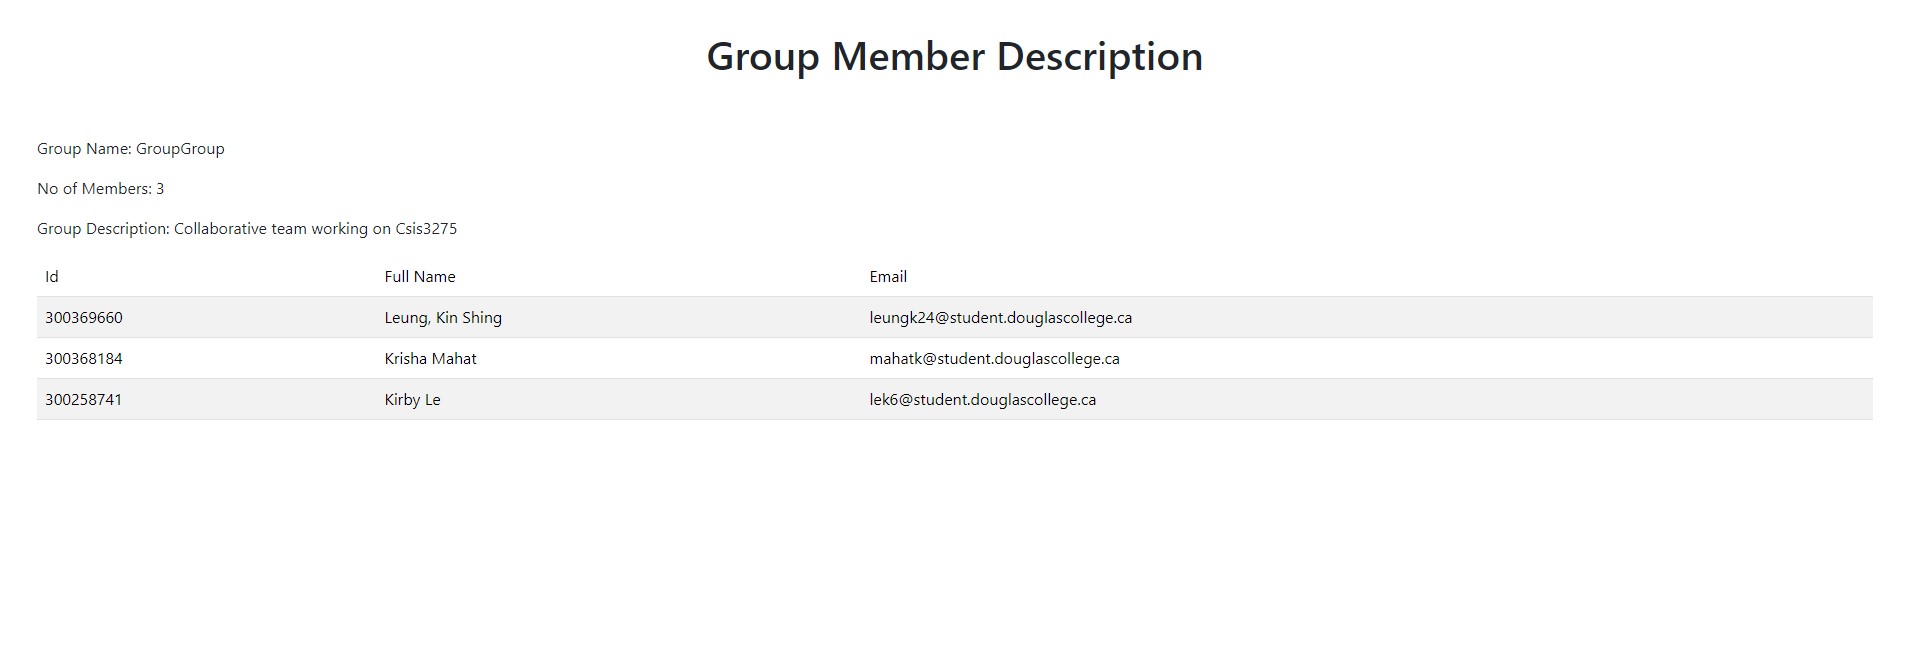 Group Member Description
Group Name: GroupGroup
No of Members: 3
Group Description: Collaborative team working on Csis3275
Id Full Name Email
300369660 Leung, Kin Shing leungk24@student.douglascollege.ca
300368184 Krisha Mahat mahatk@student.douglascollege.ca
300258741 Kirby Le lek6@student.douglascollege.ca